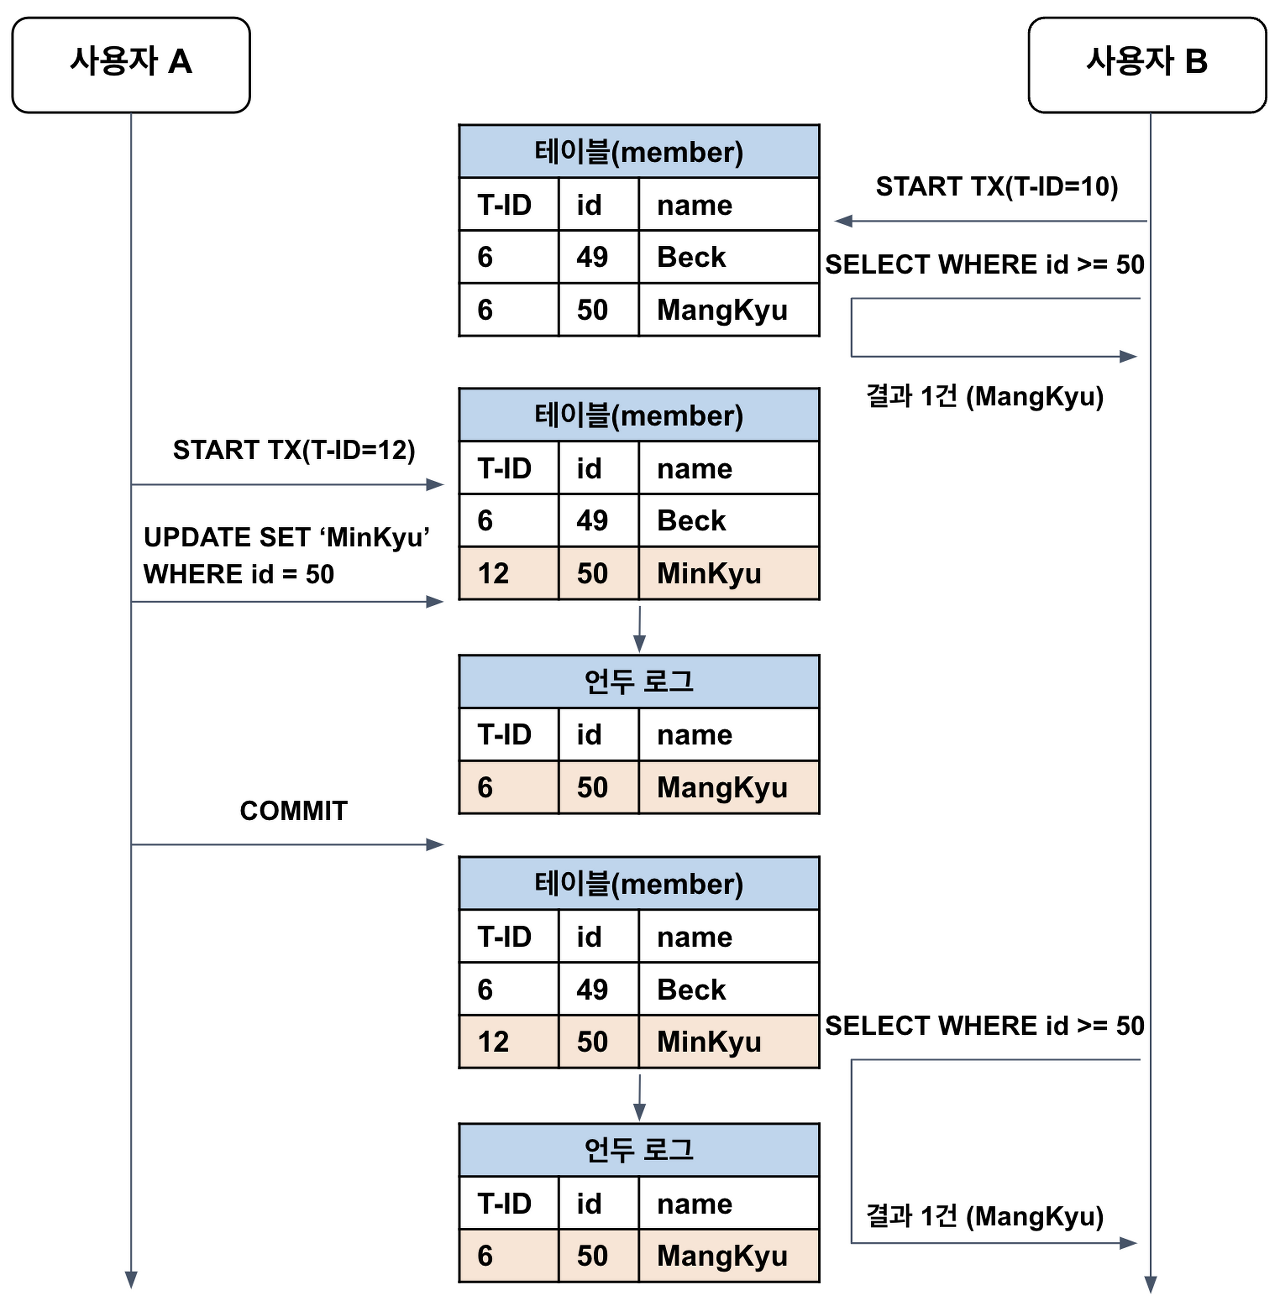 사용자 A
사용자 B
테이블(member)
T-ID id name
6 49 Beck
6 50 MangKyu
START TX(T-ID=10)
SELECT WHERE id >= 50
결과 1건 (MangKyu)
START TX(T-ID=12)
UPDATE SET ‘MinKyu’
WHERE id = 50
테이블(member)
T-ID id name
6 49 Beck
12 50 MinKyu
언두 로그
T-ID id name
6 50 MangKyu
COMMIT
테이블(member)
T-ID id name
6 49 Beck
12 50 MinKyu
SELECT WHERE id >= 50
언두 로그
T-ID id name
6 50 MangKyu
결과 1건 (MangKyu)